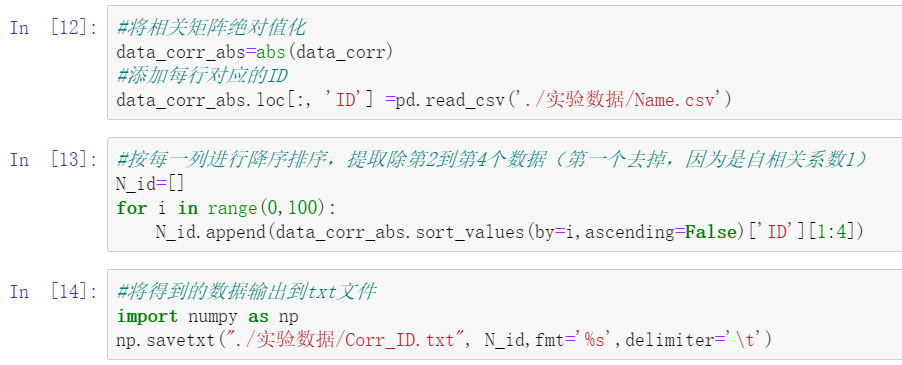 In [12]: #将相关矩阵绝对值化
data_corr_abs=abs(data_corr)
#添加每行对应的ID
data_corr_abs.loc[:, 'ID'] =pd.read_csv('./实验数据/Name.csv')
In [13]: #按每一列进行降序排序，提取除第2到第4个数据（第一个去掉，因为是自相关系数1）
N_id=[]
for i in range(0,100):
    N_id.append(data_corr_abs.sort_values(by=i,ascending=False)['ID'][1:4])
In [14]: #将得到的数据输出到txt文件
import numpy as np
np.savetxt("./实验数据/Corr_ID.txt", N_id,fmt='%s',delimiter='\t')